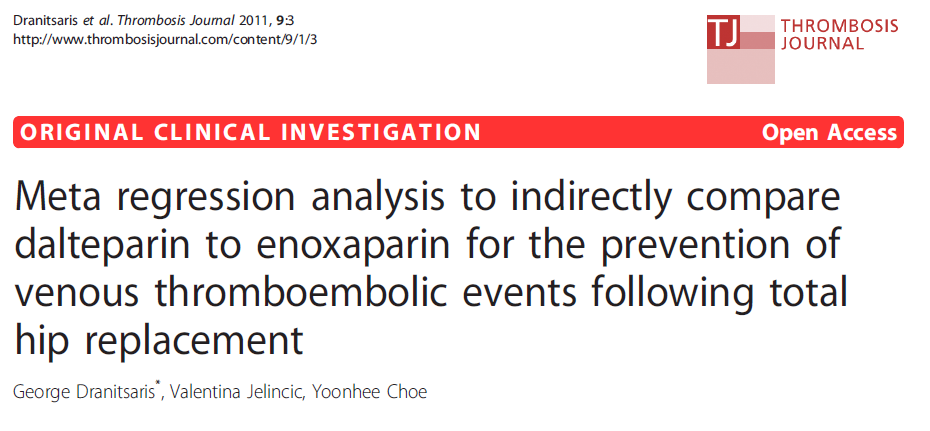 Dranitsaris et al. Thrombosis Journal 2011, 9:3
http://www.thrombosisjournal.com/content/9/1/3
TJ
THROMBOSIS
JOURNAL
ORIGINAL CLINICAL INVESTIGATION Open Access
Meta regression analysis to indirectly compare
dalteparin to enoxaparin for the prevention of
venous thromboembolic events following total
hip replacement
George Dranitsaris*, Valentina Jelincic, Yoonhee Choe